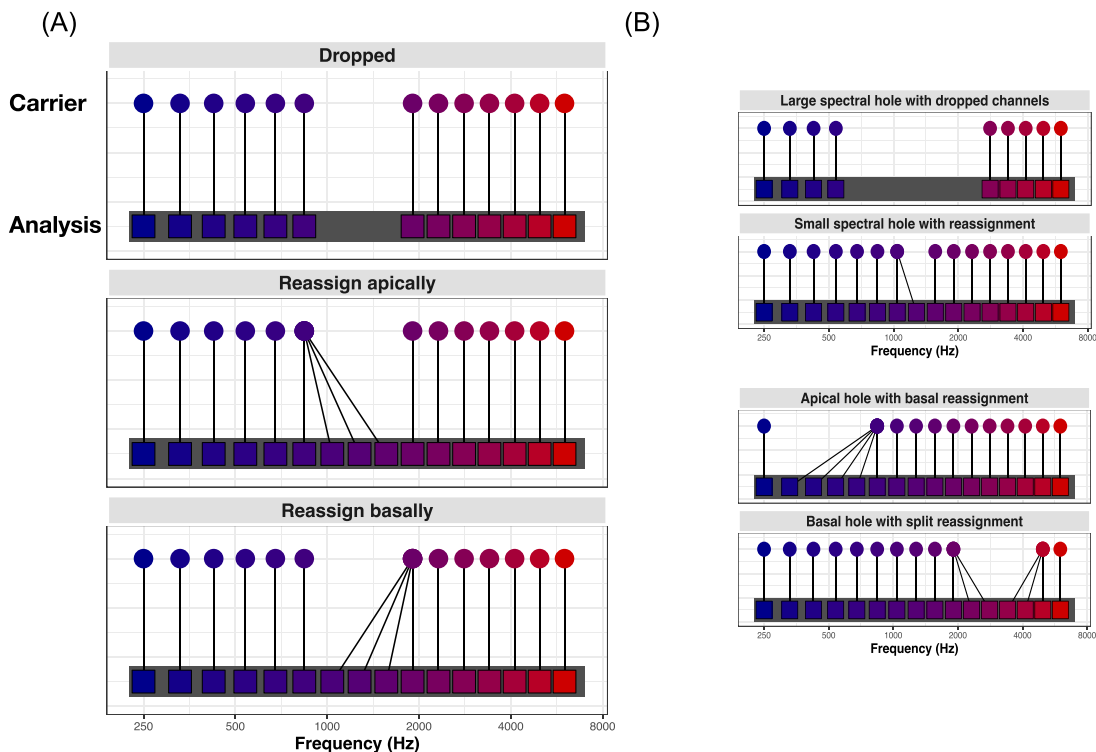 (A)
Dropped
Carrier
Analysis
Reassign apically
Reassign basally
250 500 1000 2000 4000 8000
Frequency (Hz)
(B)
Large spectral hole with dropped channels
Small spectral hole with reassignment
250 500 1000 2000 4000 8000
Frequency (Hz)
Apical hole with basal reassignment
Basal hole with split reassignment
250 500 1000 2000 4000 8000
Frequency (Hz)